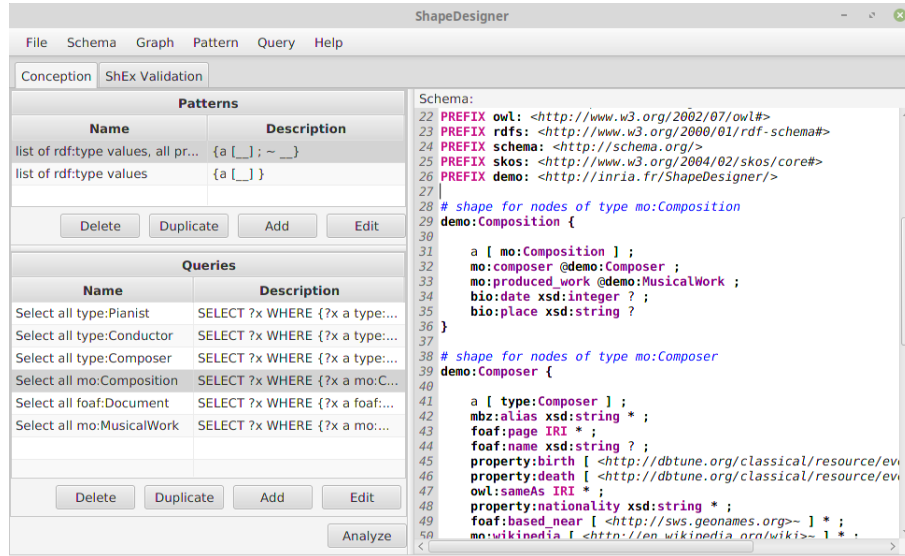 ShapeDesigner
File Schema Graph Pattern Query Help
Conception ShEx Validation
Patterns
Name Description
list of rdf:type values, all pr... {a [__] ; ~ __}
list of rdf:type values {a [__] }
Delete Duplicate Add Edit
Queries
Name Description
Select all type:Pianist SELECT ?x WHERE {?x a type:...
Select all type:Conductor SELECT ?x WHERE {?x a type:...
Select all type:Composer SELECT ?x WHERE {?x a type:...
Select all mo:Composition SELECT ?x WHERE {?x a mo:C...
Select all foaf:Document SELECT ?x WHERE {?x a foaf:...
Select all mo:MusicalWork SELECT ?x WHERE {?x a mo:...
Delete Duplicate Add Edit
Analyze
Schema:
22 PREFIX owl: <http://www.w3.org/2002/07/owl#>
23 PREFIX rdfs: <http://www.w3.org/2000/01/rdf-schema#>
24 PREFIX schema: <http://schema.org/>
25 PREFIX skos: <http://www.w3.org/2004/02/skos/core#>
26 PREFIX demo: <http://inria.fr/ShapeDesigner/>
27
28 # shape for nodes of type mo:Composition
29 demo:Composition {
30
31 a [ mo:Composition ] ;
32 mo:composer @demo:Composer ;
33 mo:produced_work @demo:MusicalWork ;
34 bio:date xsd:integer ? ;
35 bio:place xsd:string ?
36 }
37
38 # shape for nodes of type mo:Composer
39 demo:Composer {
40
41 a [ type:Composer ] ;
42 mbz:alias xsd:string * ;
43 foaf:page IRI * ;
44 foaf:name xsd:string ? ;
45 property:birth [ <http://dbtune.org/classical/resource/eve
46 property:death [ <http://dbtune.org/classical/resource/eve
47 owl:sameAs IRI * ;
48 property:nationality xsd:string * ;
49 foaf:based_near [ <http://sws.geonames.org>~ ] * ;
50 mo:wikipedia [ <http://en.wikipedia.org/wiki>~ ] * ;